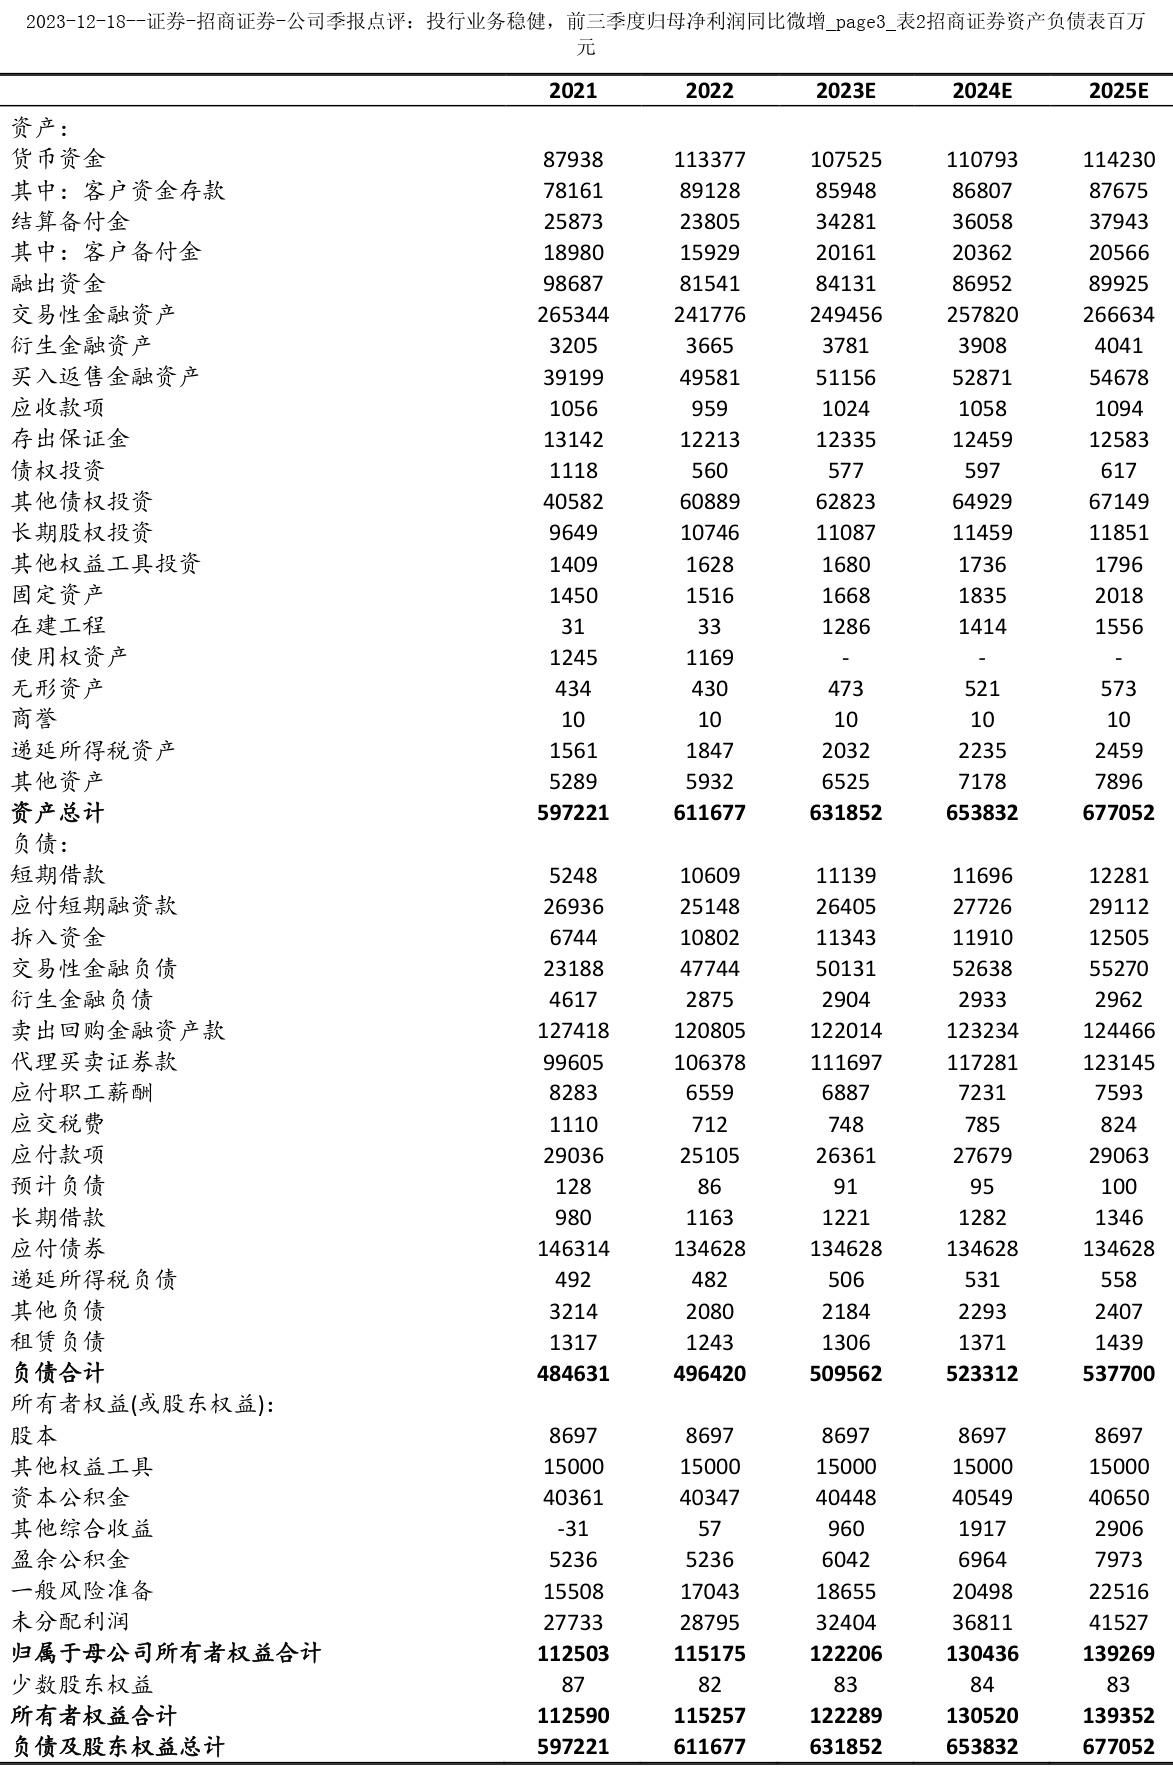 2023-12-18--证券-招商证券-公司季报点评：投行业务稳健，前三季度归母净利润同比微增_page3_表2招商证券资产负债表百万
元
2021 2022 2023E 2024E 2025E
资产：
货币资金 87938 113377 107525 110793 114230
其中：客户资金存款 78161 89128 85948 86807 87675
结算备付金 25873 23805 34281 36058 37943
其中：客户备付金 18980 15929 20161 20362 20566
融出资金 98687 81541 84131 86952 89925
交易性金融资产 265344 241776 249456 257820 266634
衍生金融资产 3205 3665 3781 3908 4041
买入返售金融资产 39199 49581 51156 52871 54678
应收款项 1056 959 1024 1058 1094
存出保证金 13142 12213 12335 12459 12583
债权投资 1118 560 577 597 617
其他债权投资 40582 60889 62823 64929 67149
长期股权投资 9649 10746 11087 11459 11851
其他权益工具投资 1409 1628 1680 1736 1796
固定资产 1450 1516 1668 1835 2018
在建工程 31 33 1286 1414 1556
使用权资产 1245 1169 - - -
无形资产 434 430 473 521 573
商誉 10 10 10 10 10
递延所得税资产 1561 1847 2032 2235 2459
其他资产 5289 5932 6525 7178 7896
资产总计 597221 611677 631852 653832 677052
负债：
短期借款 5248 10609 11139 11696 12281
应付短期融资款 26936 25148 26405 27726 29112
拆入资金 6744 10802 11343 11910 12505
交易性金融负债 23188 47744 50131 52638 55270
衍生金融负债 4617 2875 2904 2933 2962
卖出回购金融资产款 127418 120805 122014 123234 124466
代理买卖证券款 99605 106378 111697 117281 123145
应付职工薪酬 8283 6559 6887 7231 7593
应交税费 1110 712 748 785 824
应付款项 29036 25105 26361 27679 29063
预计负债 128 86 91 95 100
长期借款 980 1163 1221 1282 1346
应付债券 146314 134628 134628 134628 134628
递延所得税负债 492 482 506 531 558
其他负债 3214 2080 2184 2293 2407
租赁负债 1317 1243 1306 1371 1439
负债合计 484631 496420 509562 523312 537700
所有者权益(或股东权益)：
股本 8697 8697 8697 8697 8697
其他权益工具 15000 15000 15000 15000 15000
资本公积金 40361 40347 40448 40549 40650
其他综合收益 -31 57 960 1917 2906
盈余公积金 5236 5236 6042 6964 7973
一般风险准备 15508 17043 18655 20498 22516
未分配利润 27733 28795 32404 36811 41527
归属于母公司所有者权益合计 112503 115175 122206 130436 139269
少数股东权益 87 82 83 84 83
所有者权益合计 112590 115257 122289 130520 139352
负债及股东权益总计 597221 611677 631852 653832 677052